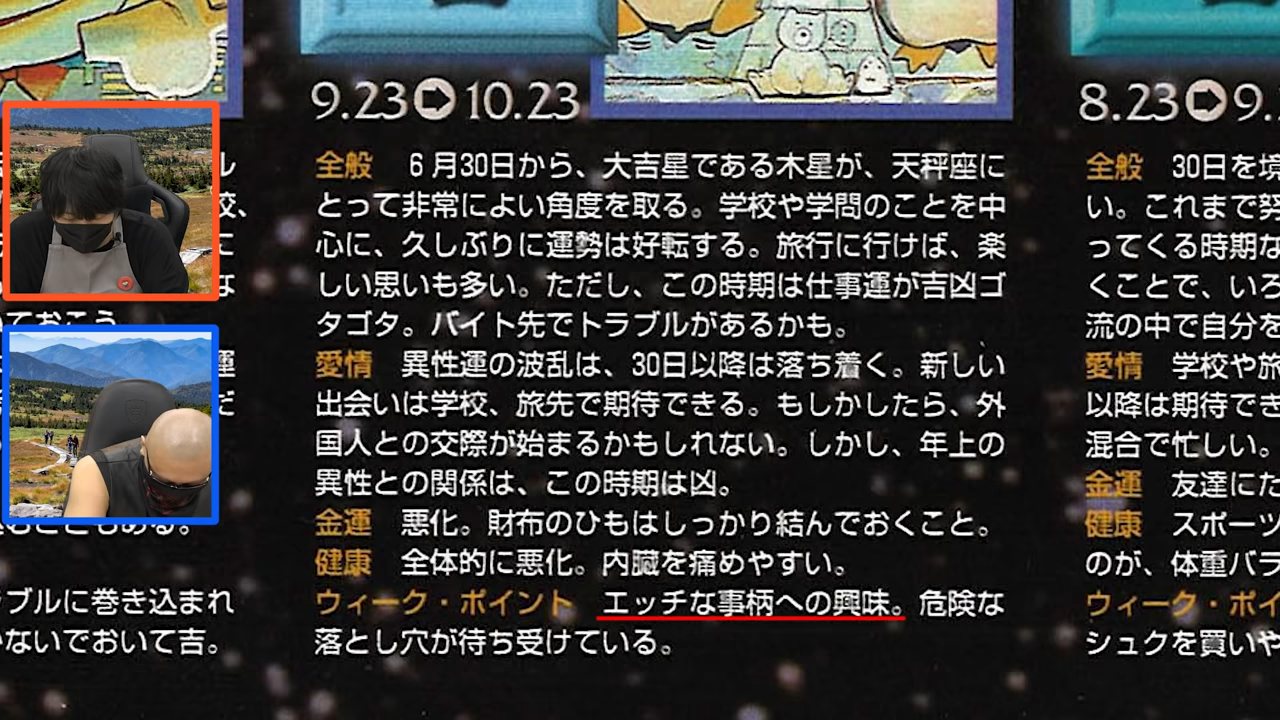 9.23➡10.23
全般 6月30日から、大吉星である木星が、天秤座に
とって非常によい角度を取る。学校や学問のことを中
心に、久しぶりに運勢は好転する。旅行に行けば、楽
しい思いも多い。ただし、この時期は仕事運が吉凶ゴ
タゴタ。バイト先でトラブルがあるかも。
愛情 異性運の波乱は、30日以降は落ち着く。新しい
出会いは学校、旅先で期待できる。もしかしたら、外
国人との交際が始まるかもしれない。しかし、年上の
異性との関係は、この時期は凶。
金運 悪化。財布のひもはしっかり結んでおくこと。
健康 全体的に悪化。内臓を痛めやすい。
ウィーク・ポイント エッチな事柄への興味。危険な
落とし穴が待ち受けている。
8.23➡9.
全般 30日を境
い。これまで努
ってくる時期な
くことで、いろ
流の中で自分を
愛情 学校や旅
以降は期待でき
混合で忙しい。
金運 友達にた
健康 スポーツ
のが、体重バラ
ウィーク・ポイ
シュクを買いや
ル
校、
ておこう
運
ラブルに巻き込まれ
ないでおいて吉。